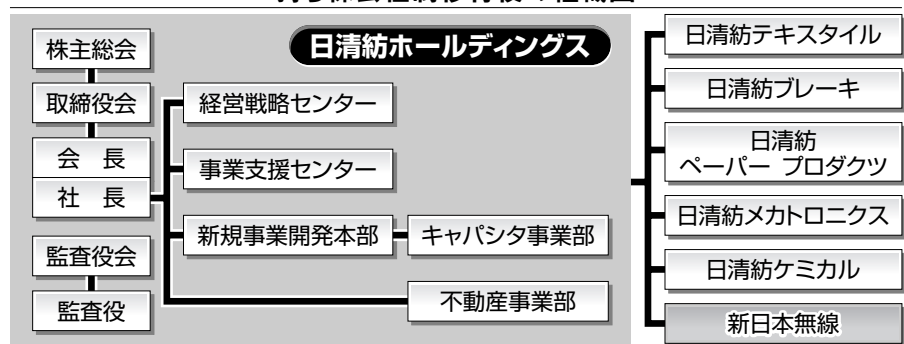 日清紡ホールディングス
株主総会
取締役会
会 長
社 長
監査役会
監査役
経営戦略センター
事業支援センター
新規事業開発本部
キャパシタ事業部
不動産事業部
日清紡テキスタイル
日清紡ブレーキ
日清紡
ペーパー プロダクツ
日清紡メカトロニクス
日清紡ケミカル
新日本無線